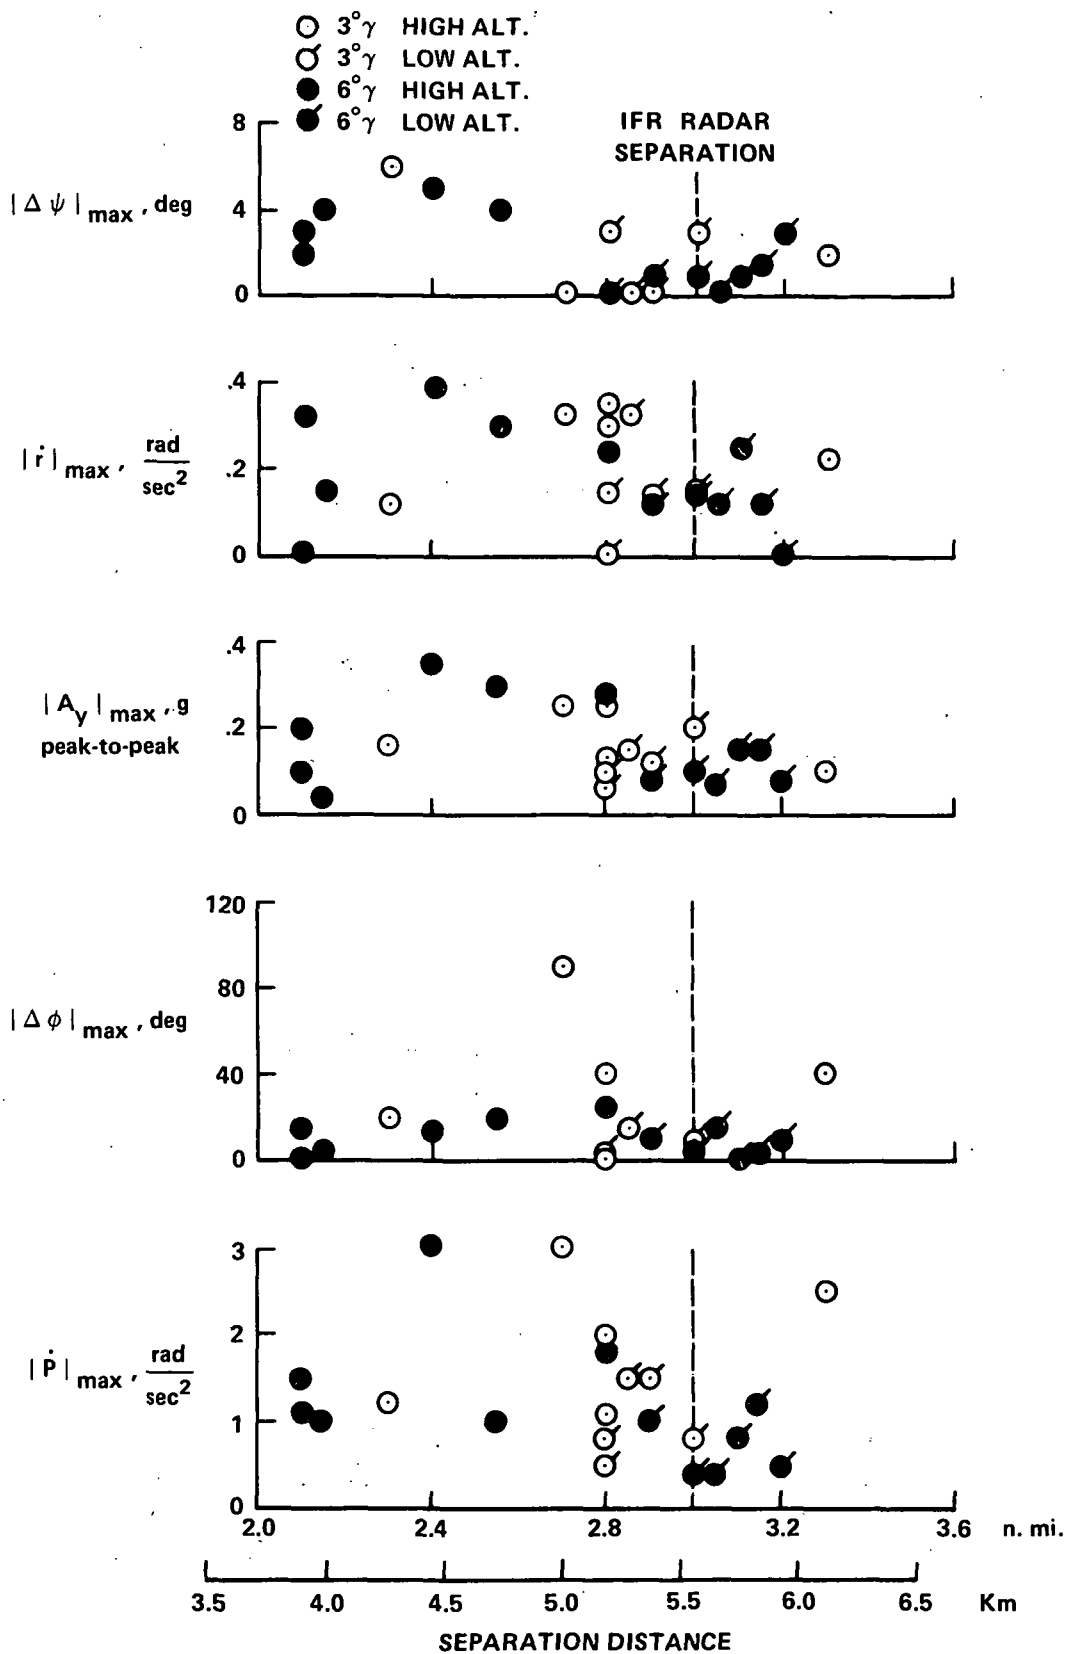 3°γ HIGH ALT.
3°γ LOW ALT.
6°γ HIGH ALT.
6°γ LOW ALT.
IFR RADAR
SEPARATION
8
4
0
|Δψ|max, deg
.4
.2
0
|ṙ|max, rad/sec²
.4
.2
0
|Ay|max, g
peak-to-peak
120
80
40
0
|Δφ|max, deg
3
2
1
0
|Ṗ|max, rad/sec²
2.0 2.4 2.8 3.2 3.6 n. mi.
3.5 4.0 4.5 5.0 5.5 6.0 6.5 Km
SEPARATION DISTANCE